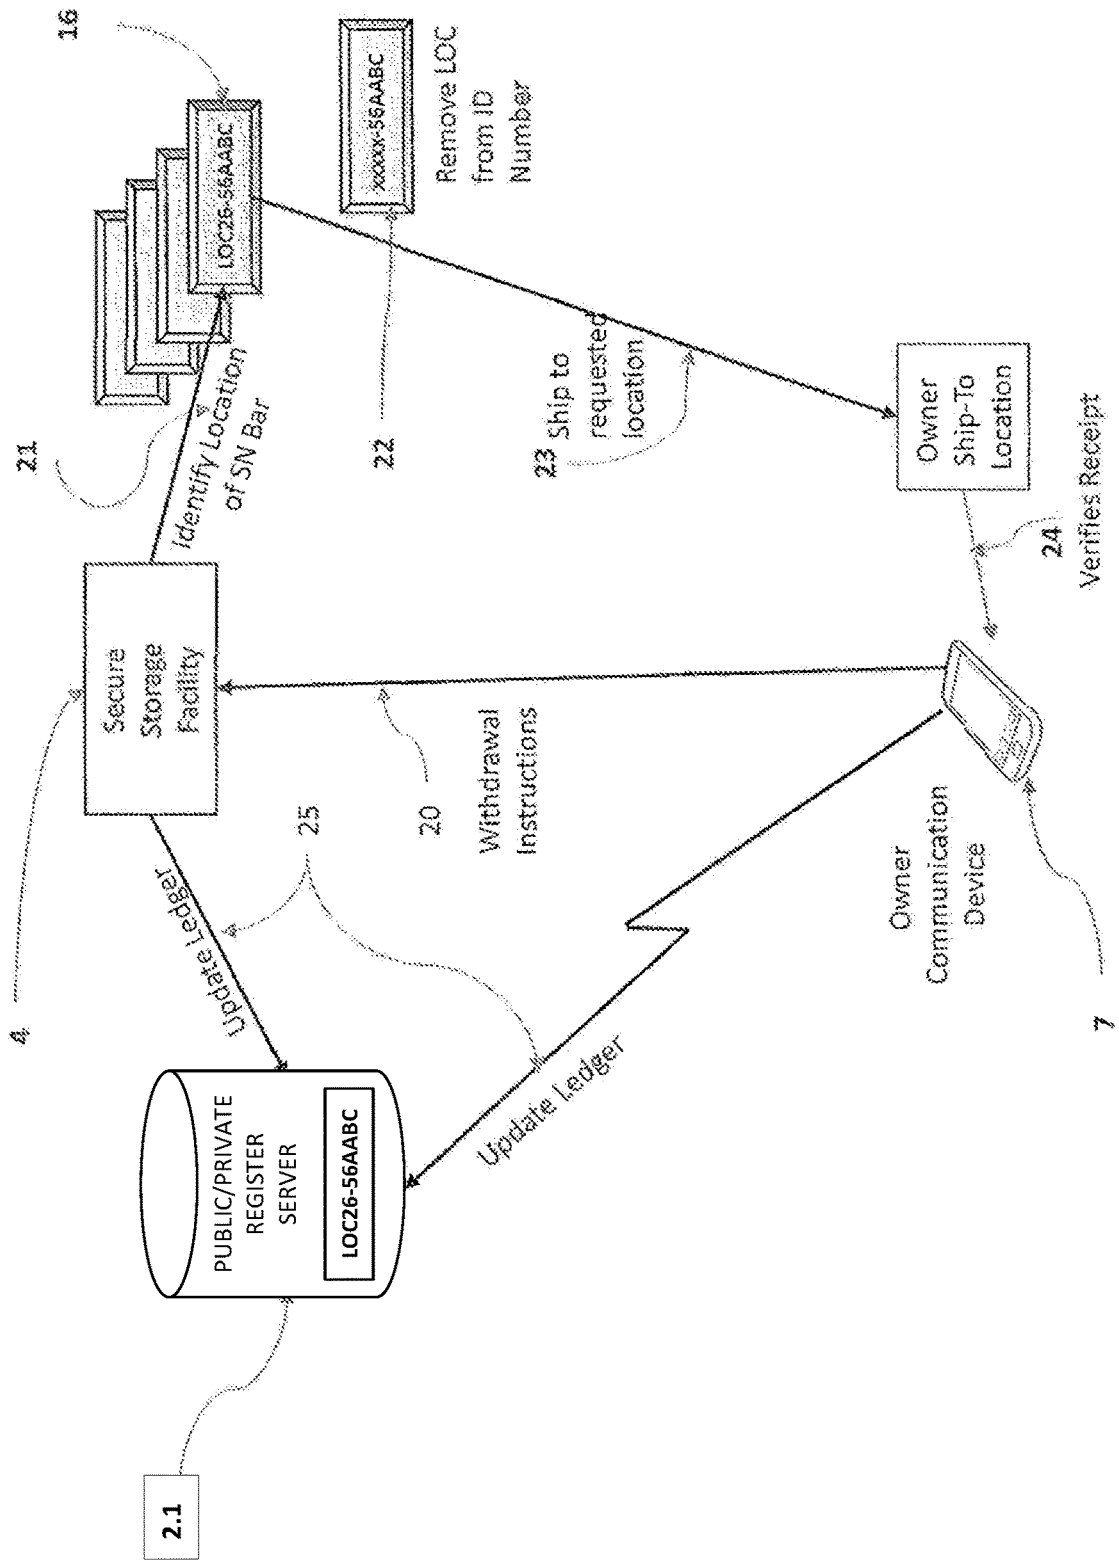 2.1
PUBLIC/PRIVATE
REGISTER
SERVER
LOC26-56AABC
4
Update Ledger
25
Update Ledger
Secure
Storage
Facility
20
Withdrawal
Instructions
Owner
Communication
Device
7
21
Identify Location
of SN Bar
16
LOC26-56AABC
xxxxx-56AABC
22
Remove LOC
from ID
Number
23
Ship to
requested
location
Owner
Ship-To
Location
24
Verifies Receipt